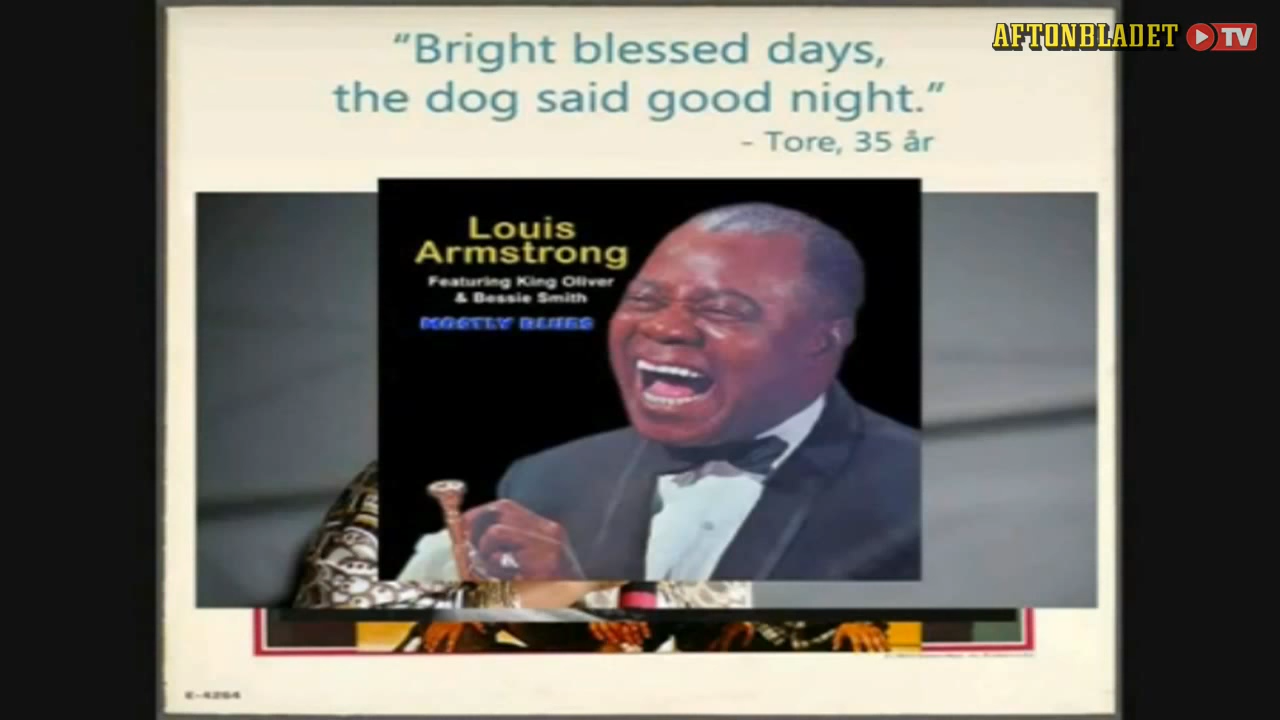 AFTONBLADET TV
“Bright blessed days,
the dog said good night.”
- Tore, 35 år
Louis
Armstrong
Featuring King Oliver
& Bessie Smith
MOSTLY BLUES
E-4264